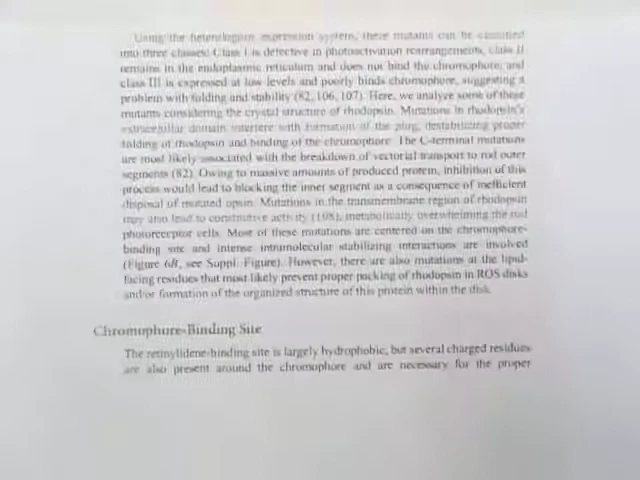 Using the heterologous expression system, these mutants can be classified
into three classes: Class I is defective in photoactivation rearrangements, class II
remains in the endoplasmic reticulum and does not bind the chromophore, and
class III is expressed at low levels and poorly binds chromophore, suggesting a
problem with folding and stability (82, 106, 107). Here, we analyze some of these
mutants considering the crystal structure of rhodopsin. Mutations in rhodopsin's
extracellular domain interfere with formation of the plug, destabilizing proper
folding of rhodopsin and binding of the chromophore. The C-terminal mutations
are most likely associated with the breakdown of vectorial transport to rod outer
segments (82). Owing to massive amounts of produced protein, inhibition of this
process would lead to blocking the inner segment as a consequence of inefficient
disposal of mutated opsin. Mutations in the transmembrane region of rhodopsin
may also lead to constitutive activity (108), metabolically overwhelming the rod
photoreceptor cells. Most of these mutations are centered on the chromophore-
binding site and intense intramolecular stabilizing interactions are involved
(Figure 6B, see Suppl. Figure). However, there are also mutations at the lipid-
facing residues that most likely prevent proper packing of rhodopsin in ROS disks
and/or formation of the organized structure of this protein within the disk.
Chromophore-Binding Site
The retinylidene-binding site is largely hydrophobic, but several charged residues
are also present around the chromophore and are necessary for the proper